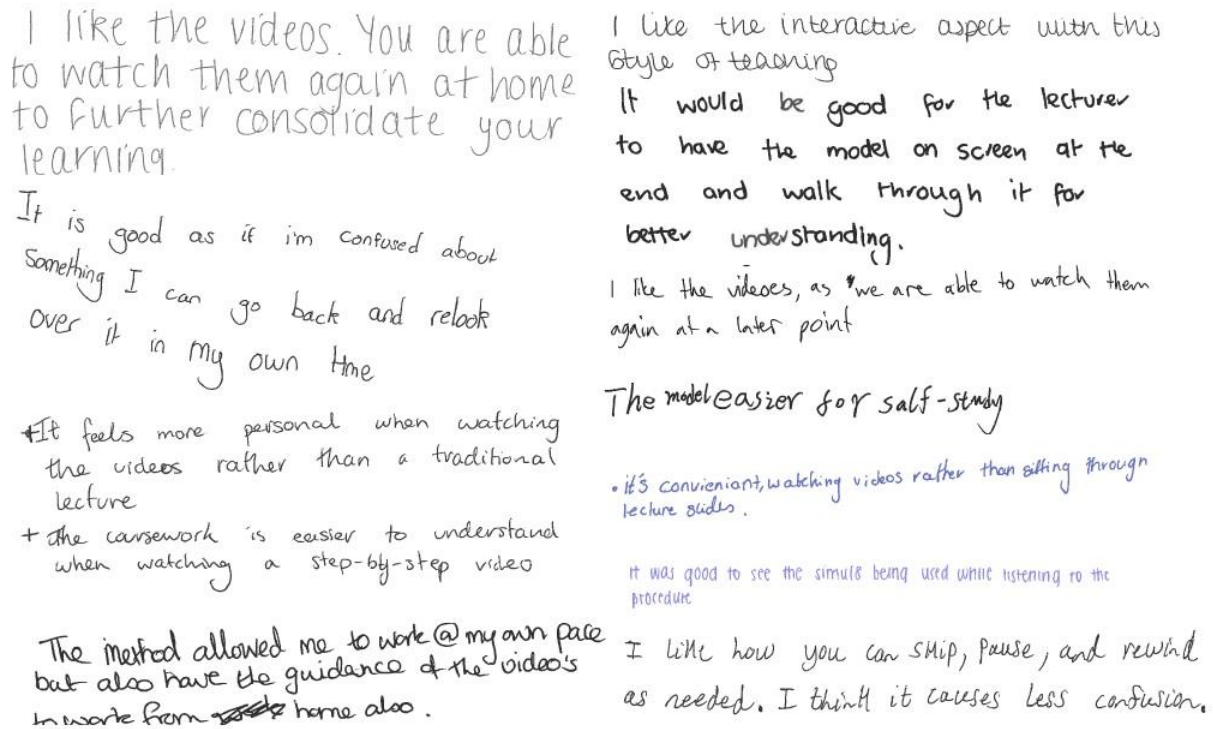 I like the videos. You are able
to watch them again at home
to further consolidate your
learning.
It is good as if i'm confused about
something I can go back and relook
over it in my own time
+It feels more personal when watching
the videos rather than a traditional
lecture
+ the coursework is easier to understand
when watching a step-by-step video
The method allowed me to work @ my own pace
but also have the guidance of the video's
to work from home also.
I like the interactive aspect with this
style of teaching
It would be good for the lecturer
to have the model on screen at the
end and walk through it for
better understanding.
I like the videoes, as we are able to watch them
again at a later point
The model easier for salf-study
• it's convieniant, watching videos rather than sitting through
lecture slides.
It was good to see the simul8 being used while listening to the
procedure
I like how you can skip, pause, and rewind
as needed. I think it causes less confusion.